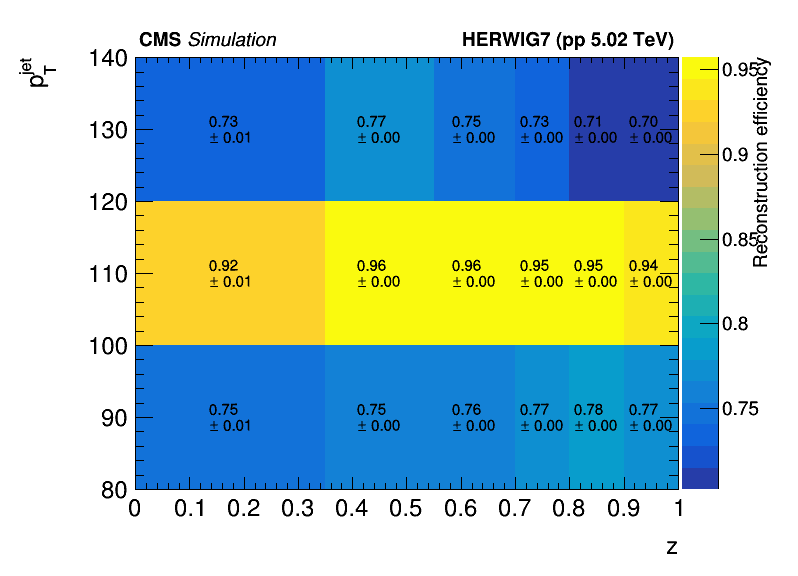 CMS Simulation HERWIG7 (pp 5.02 TeV)
p_T^jet
140
130
120
110
100
90
80
0.73 0.77 0.75 0.73 0.71 0.70
± 0.01 ± 0.00 ± 0.00 ± 0.00 ± 0.00 ± 0.00
0.92 0.96 0.96 0.95 0.95 0.94
± 0.01 ± 0.00 ± 0.00 ± 0.00 ± 0.00 ± 0.00
0.75 0.75 0.76 0.77 0.78 0.77
± 0.01 ± 0.00 ± 0.00 ± 0.00 ± 0.00 ± 0.00
0 0.1 0.2 0.3 0.4 0.5 0.6 0.7 0.8 0.9 1
z
0.95
0.9
0.85
0.8
0.75
Reconstruction efficiency